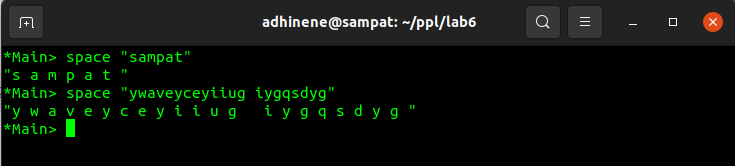 adhinene@sampat: ~/ppl/lab6
*Main> space "sampat"
"s a m p a t "
*Main> space "ywaveyceyiiug iygqsdyg"
"y w a v e y c e y i i u g   i y g q s d y g "
*Main>